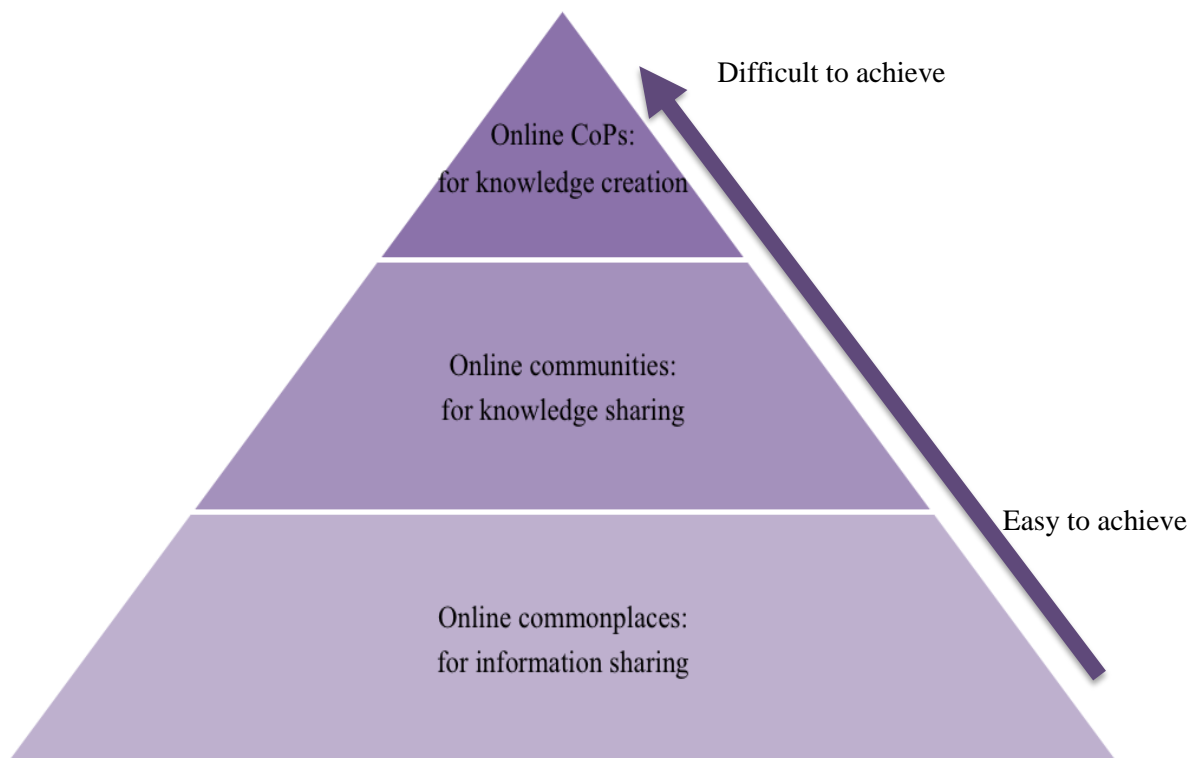 Difficult to achieve
Online CoPs:
for knowledge creation
Online communities:
for knowledge sharing
Easy to achieve
Online commonplaces:
for information sharing